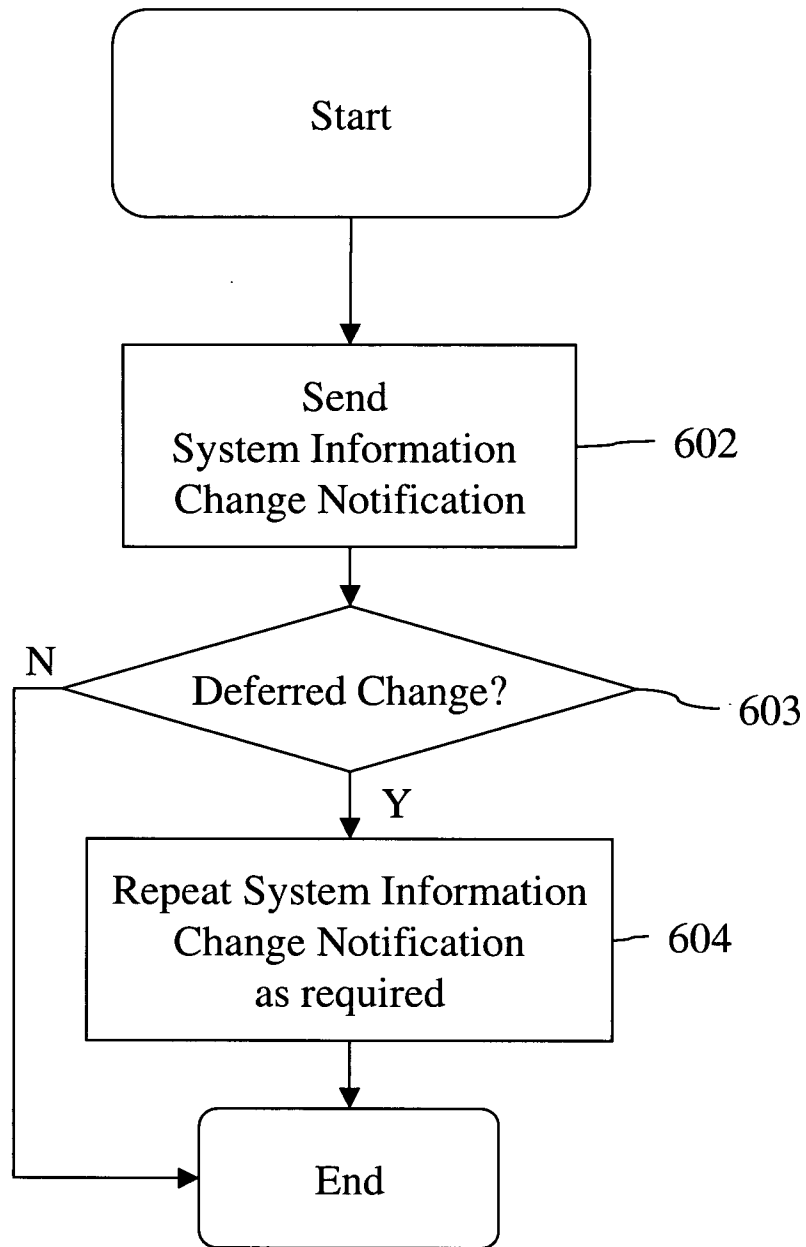 Start
Send
System Information
Change Notification
602
N
Deferred Change?
603
Y
Repeat System Information
Change Notification
as required
604
End